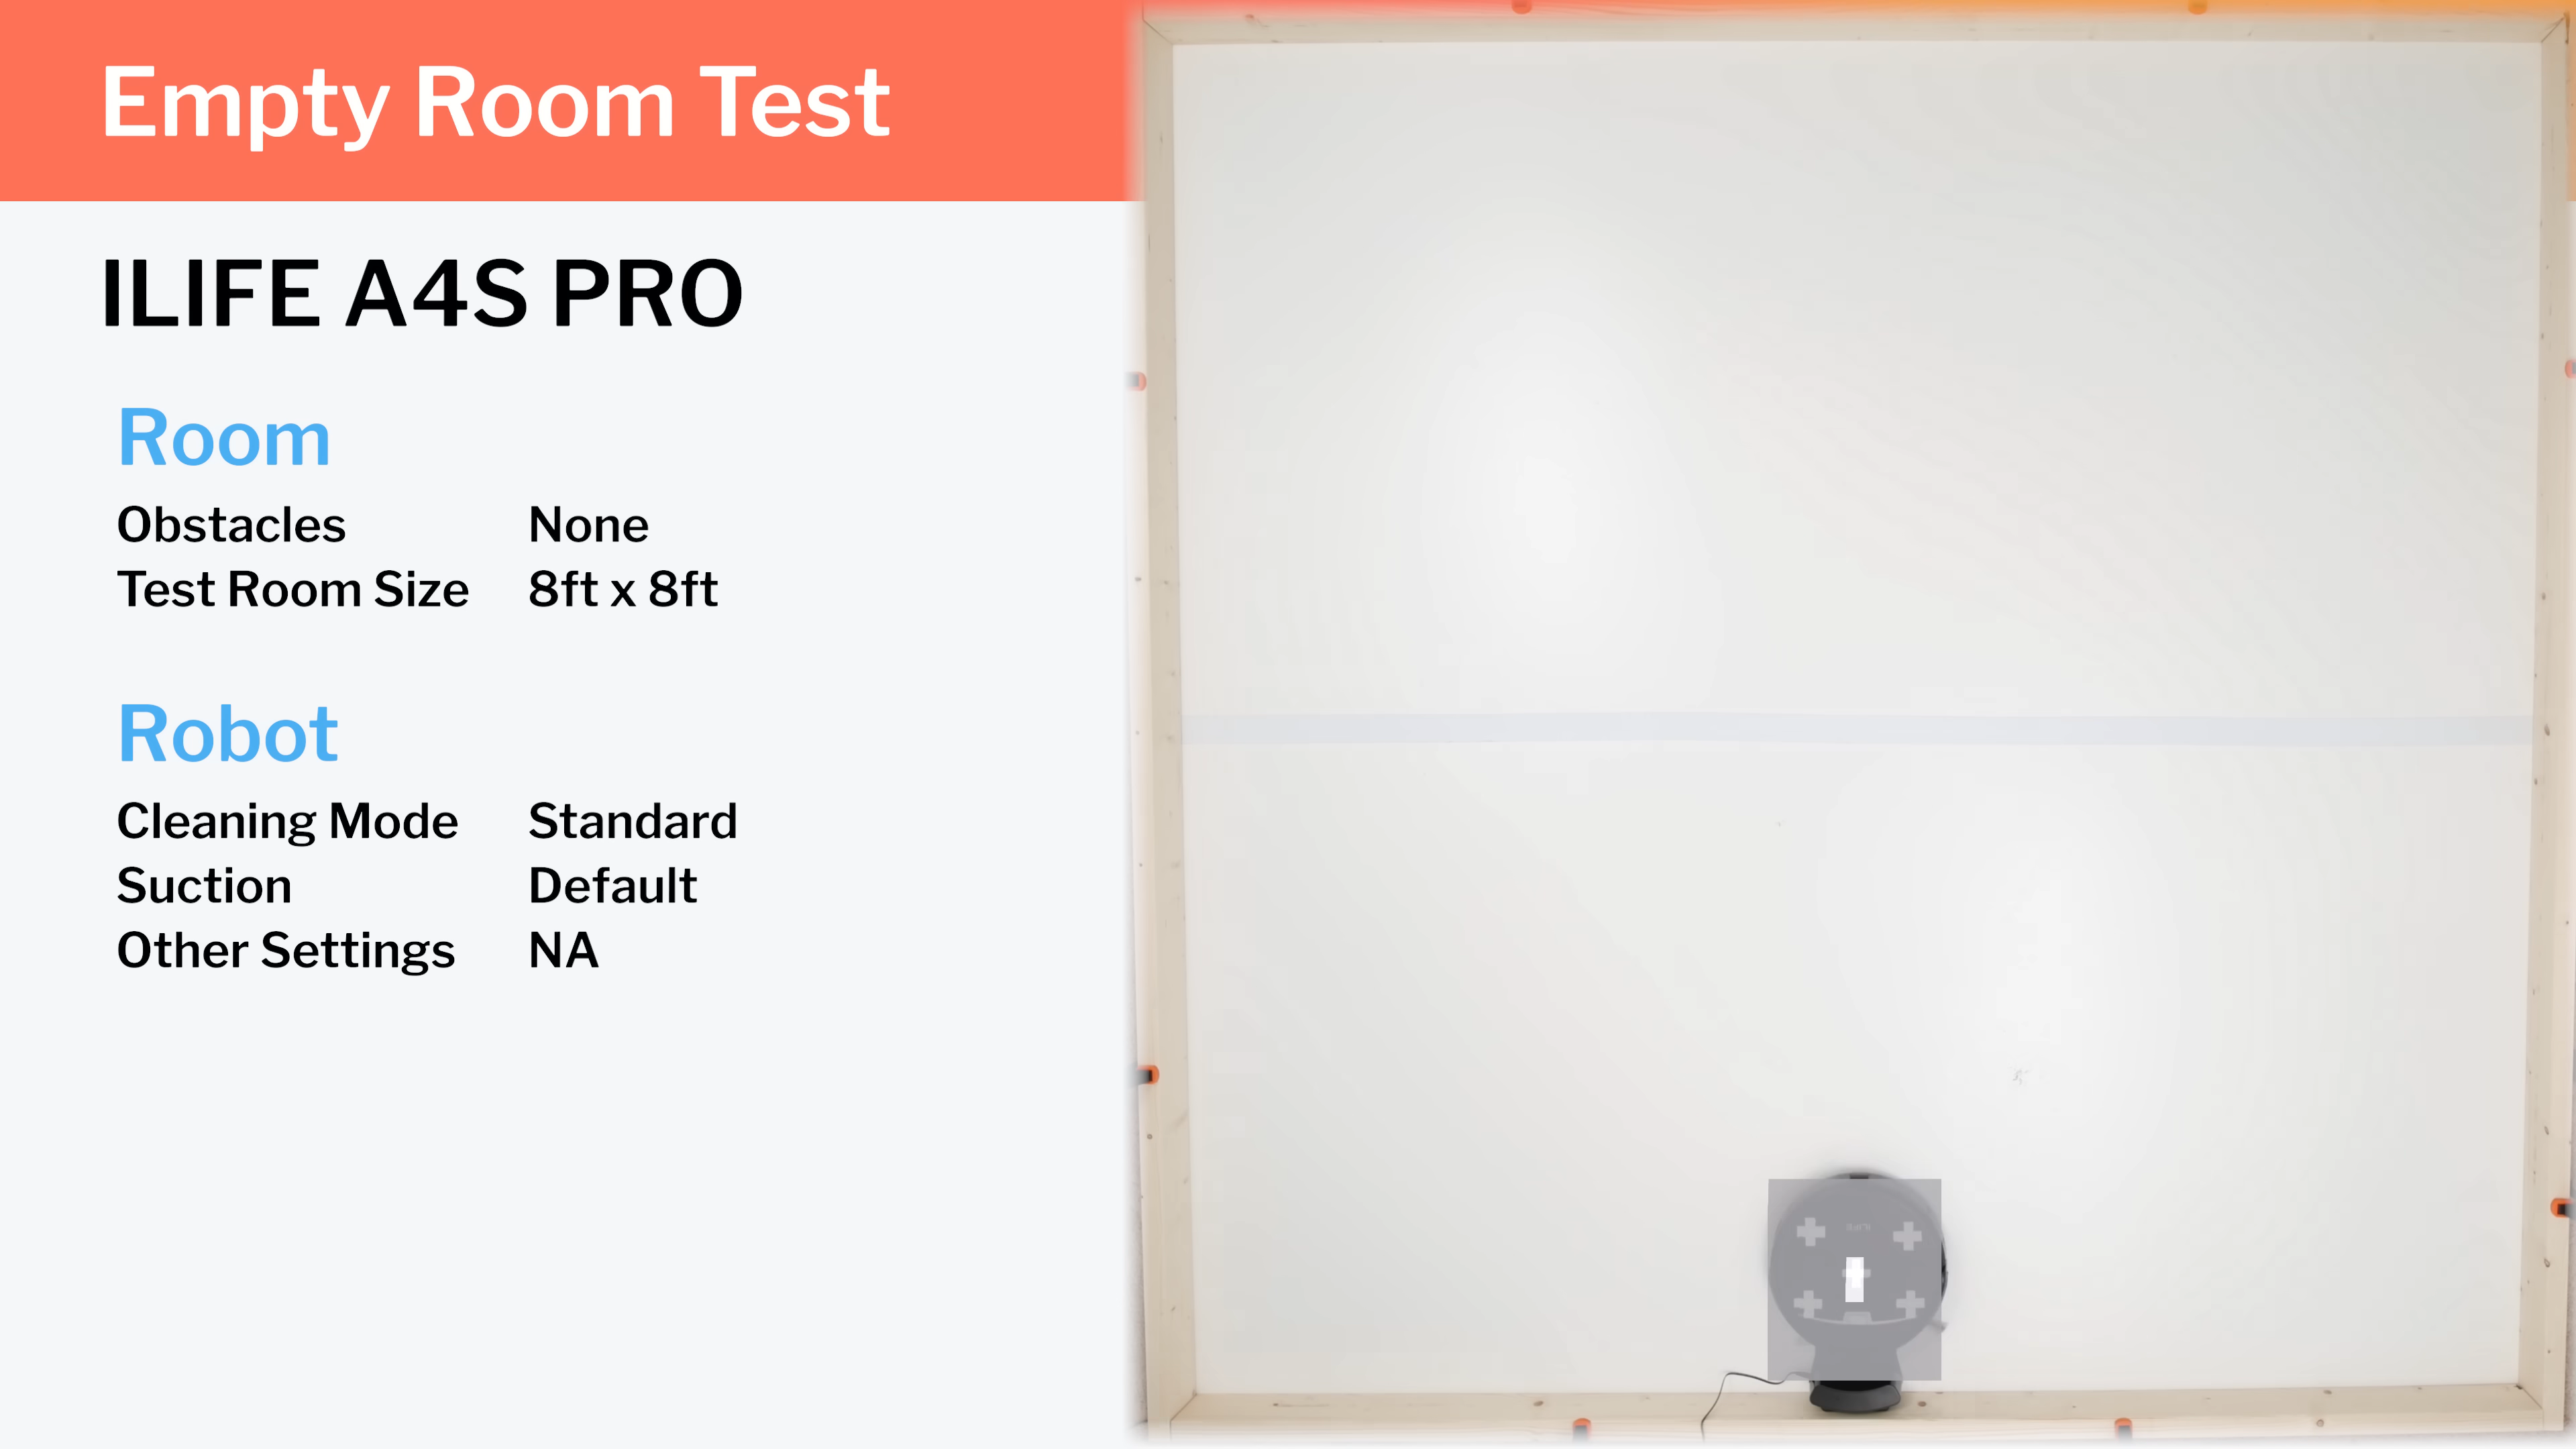 Empty Room Test
ILIFE A4S PRO
Room
Obstacles None
Test Room Size 8ft x 8ft
Robot
Cleaning Mode Standard
Suction Default
Other Settings NA
ILIFE